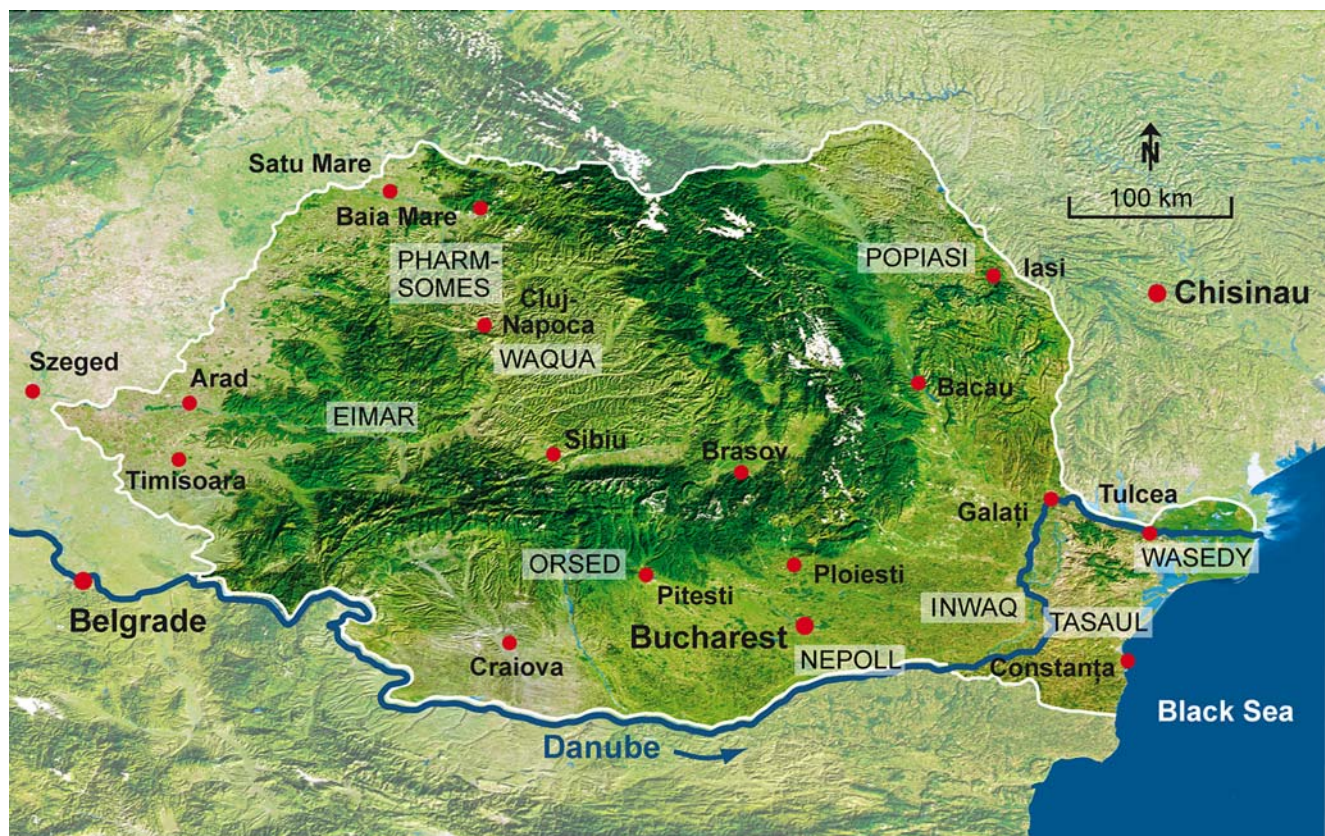 N
100 km
Satu Mare
Baia Mare
PHARM-
SOMES
POPIASI
Iasi
Chisinau
Cluj-
Napoca
WAQUA
Szeged
Arad
Bacau
EIMAR
Sibiu
Brasov
Timisoara
Galați
Tulcea
WASEDY
ORSED
Ploiesti
Pitesti
INWAQ
TASAUL
Belgrade
Bucharest
Craiova
NEPOLL
Constanța
Black Sea
Danube